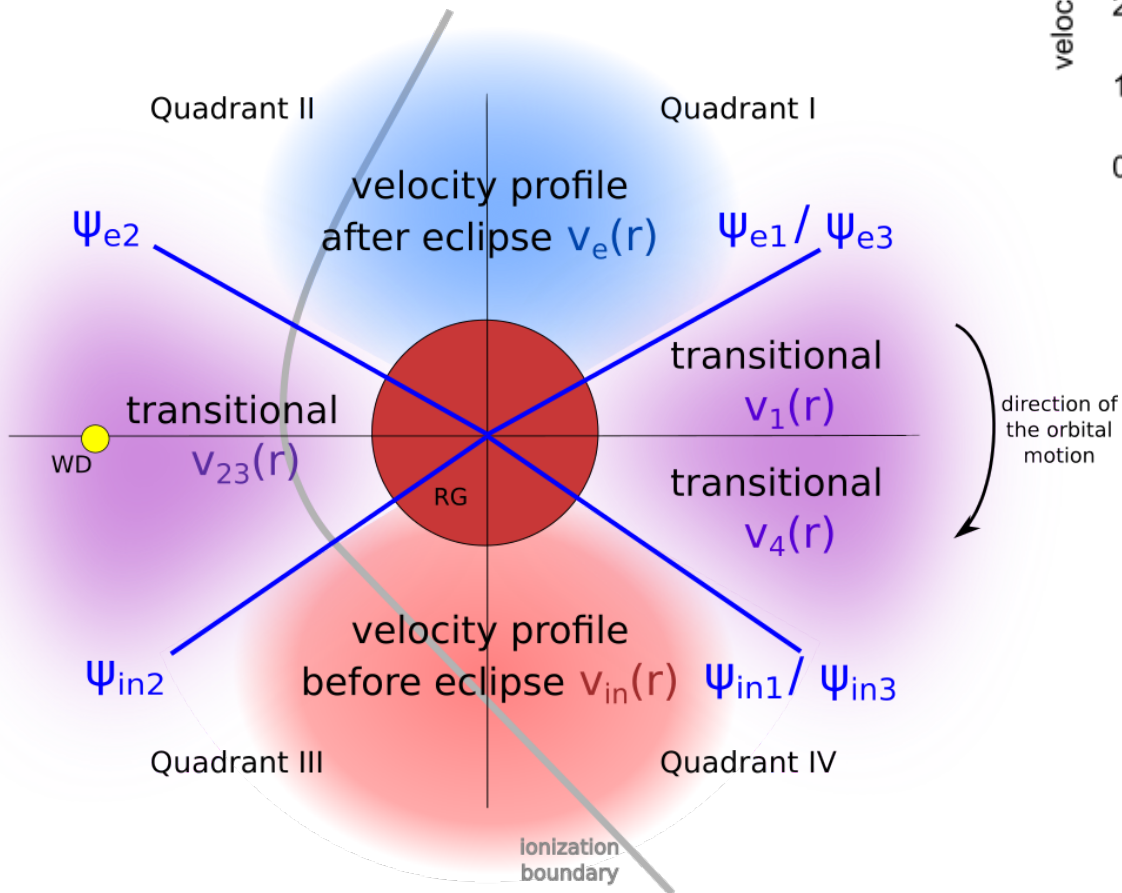 veloc
2
1
0
Quadrant II
Quadrant I
velocity profile
after eclipse vₑ(r)
ψe2
ψe1 / ψe3
transitional
v₁(r)
transitional
v₂₃(r)
WD
RG
transitional
v₄(r)
direction of
the orbital
motion
velocity profile
before eclipse vin(r)
ψin2
ψin1 / ψin3
Quadrant III
Quadrant IV
ionization
boundary